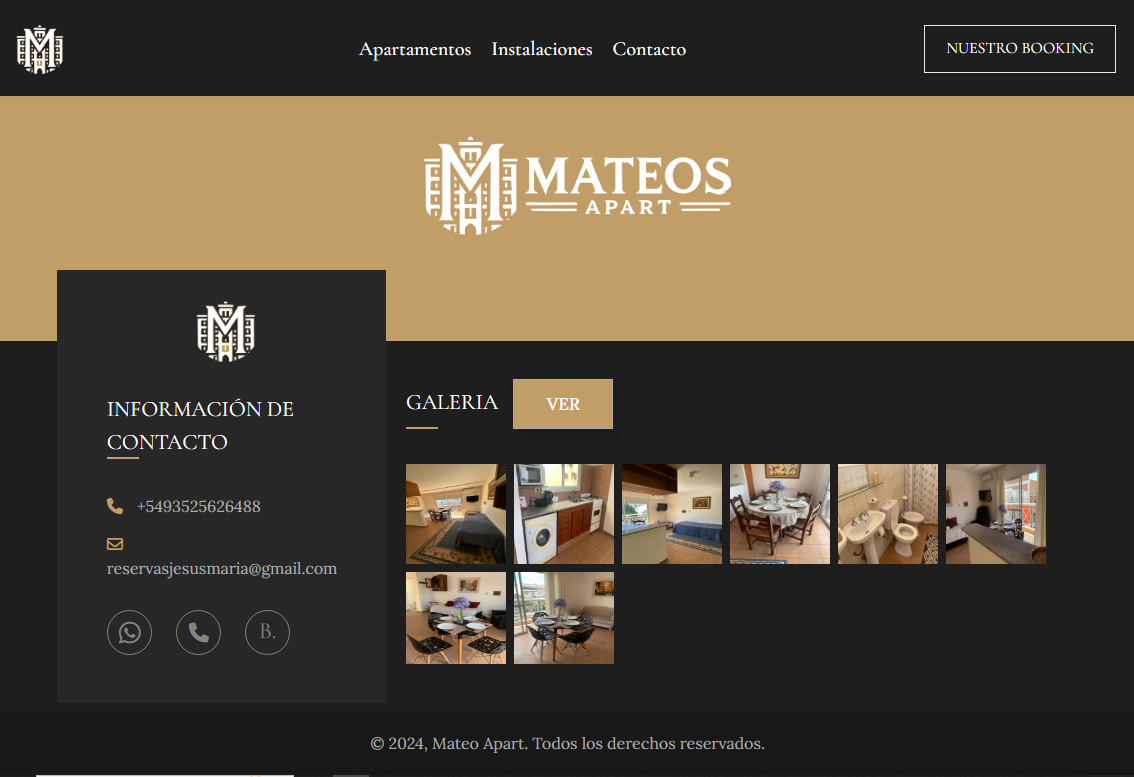 M
Apartamentos Instalaciones Contacto
NUESTRO BOOKING
M MATEOS
APART
M
INFORMACIÓN DE
CONTACTO
+5493525626488
reservasjesusmaria@gmail.com
B.
GALERIA VER
© 2024, Mateo Apart. Todos los derechos reservados.